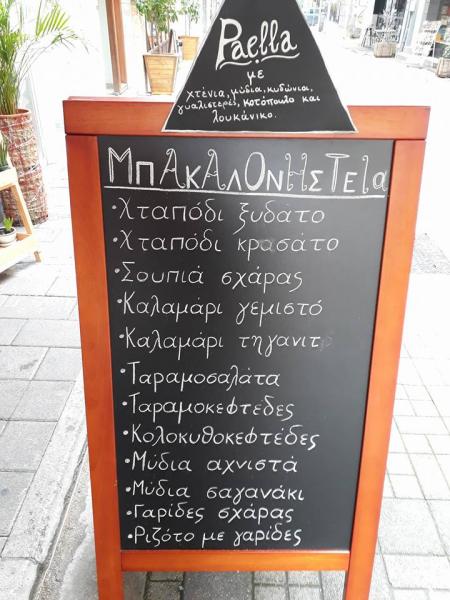 Paella
με
χτένια, μύδια, κυδώνια,
γυαλιστερές, κοτόπουλο και
λουκάνικο.
ΜΠΑΚΑΛΟΝΗΣΤΕΙΑ
•Χταπόδι ξυδάτο
•Χταπόδι κρασάτο
•Σουπιά σχάρας
•Καλαμάρι γεμιστό
•Καλαμάρι τηγανιτό
•Ταραμοσαλάτα
•Ταραμοκεφτέδες
•Κολοκυθοκεφτέδες
•Μύδια αχνιστά
•Μύδια σαγανάκι
•Γαρίδες σχάρας
•Ριζότο με γαρίδες